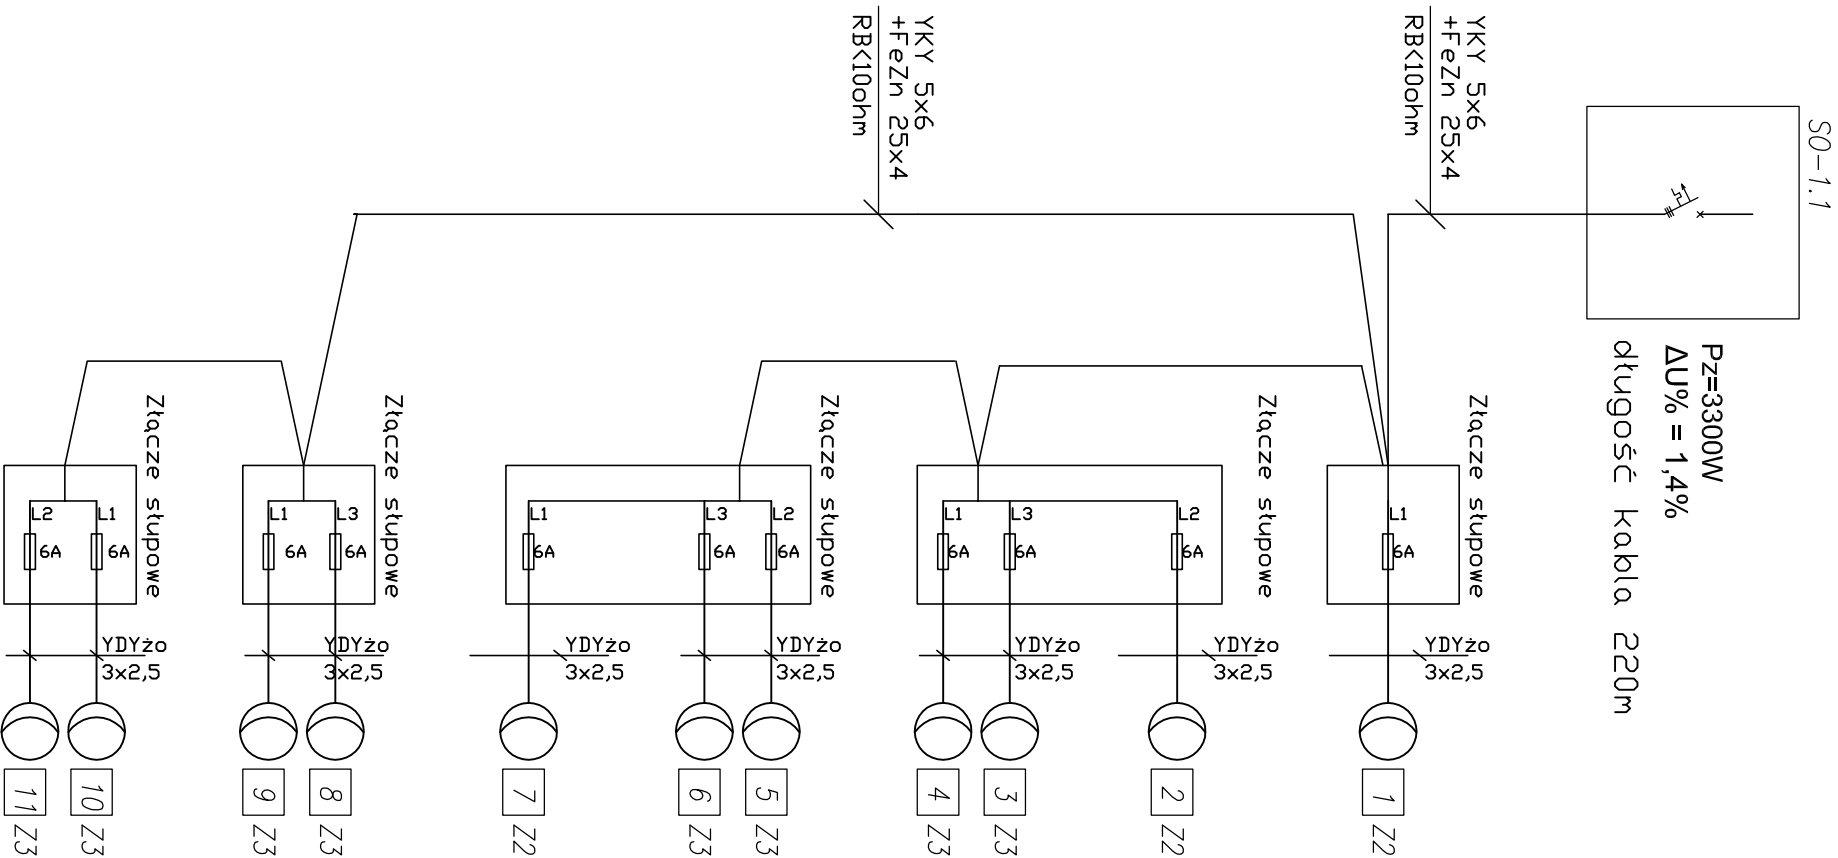 SO-1.1
YKY 5x6
+FeZn 25x4
RB<10ohm
YKY 5x6
+FeZn 25x4
RB<10ohm
Pz=3300W
ΔU% = 1,4%
długość kabla 220m
Złącze słupowe
Złącze słupowe
Złącze słupowe
Złącze słupowe
Złącze słupowe
L2
6A
L1
6A
L1
6A
L3
6A
L1
6A
L3
6A
L2
6A
L1
6A
L3
6A
L2
6A
L1
6A
YDYżo
3x2,5
YDYżo
3x2,5
YDYżo
3x2,5
YDYżo
3x2,5
YDYżo
3x2,5
YDYżo
3x2,5
YDYżo
3x2,5
11 Z3
10 Z3
9 Z3
8 Z3
7 Z2
6 Z3
5 Z3
4 Z3
3 Z3
2 Z2
1 Z2